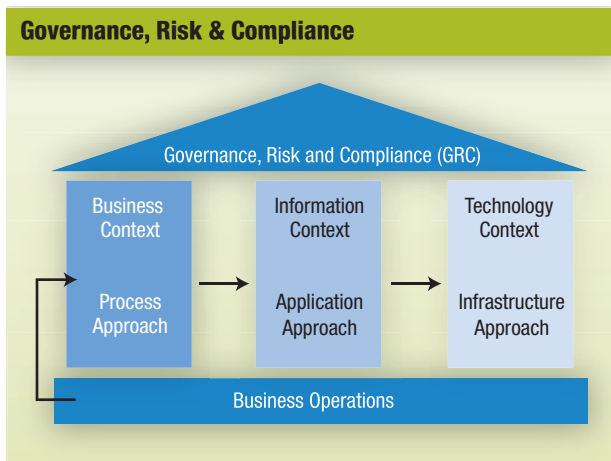 Governance, Risk & Compliance
Governance, Risk and Compliance (GRC)
Business
Context
Process
Approach
Information
Context
Application
Approach
Technology
Context
Infrastructure
Approach
Business Operations